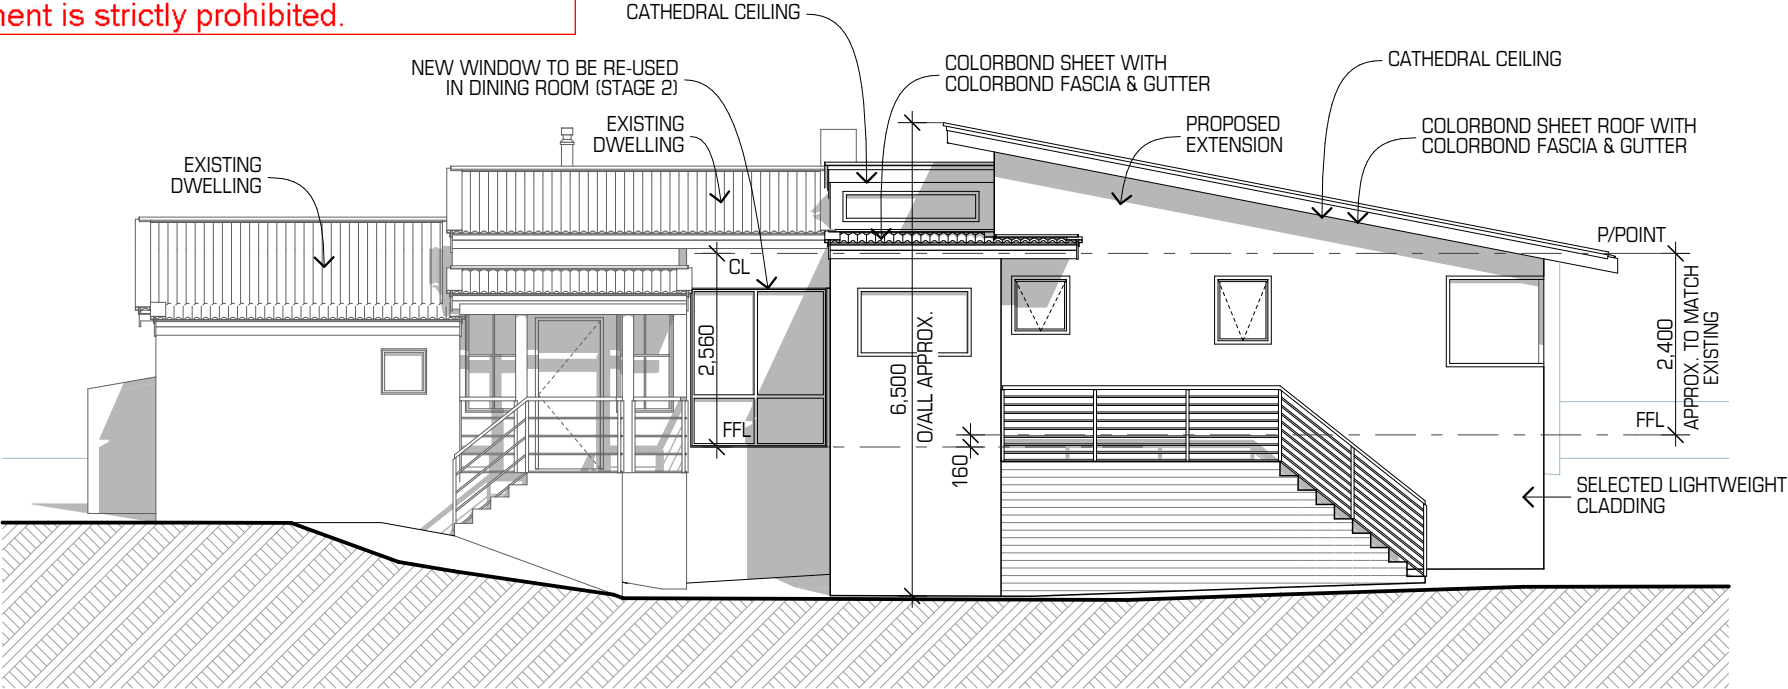 ment is strictly prohibited.
CATHEDRAL CEILING
NEW WINDOW TO BE RE-USED
IN DINING ROOM (STAGE 2)
COLORBOND SHEET WITH
COLORBOND FASCIA & GUTTER
CATHEDRAL CEILING
EXISTING
DWELLING
EXISTING
DWELLING
PROPOSED
EXTENSION
COLORBOND SHEET ROOF WITH
COLORBOND FASCIA & GUTTER
P/POINT
CL
2,560
FFL
6,500
O/ALL APPROX.
160
2,400
APPROX. TO MATCH
EXISTING
FFL
SELECTED LIGHTWEIGHT
CLADDING